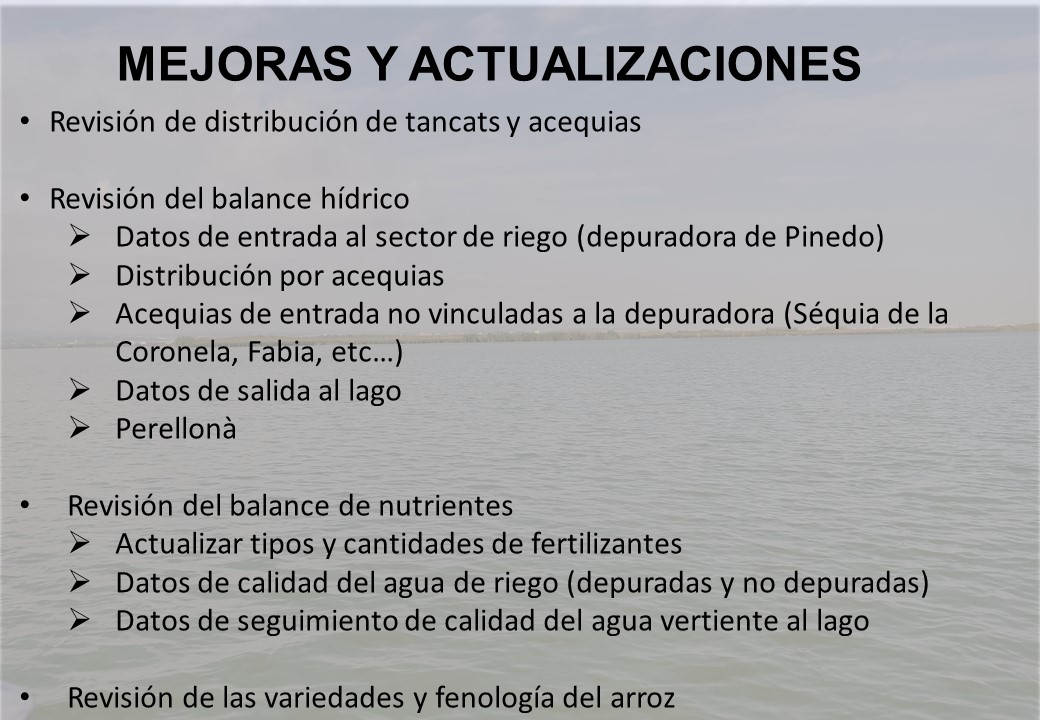 MEJORAS Y ACTUALIZACIONES
• Revisión de distribución de tancats y acequias
• Revisión del balance hídrico
➢ Datos de entrada al sector de riego (depuradora de Pinedo)
➢ Distribución por acequias
➢ Acequias de entrada no vinculadas a la depuradora (Séquia de la
Coronela, Fabia, etc…)
➢ Datos de salida al lago
➢ Perellonà
• Revisión del balance de nutrientes
➢ Actualizar tipos y cantidades de fertilizantes
➢ Datos de calidad del agua de riego (depuradas y no depuradas)
➢ Datos de seguimiento de calidad del agua vertiente al lago
• Revisión de las variedades y fenología del arroz